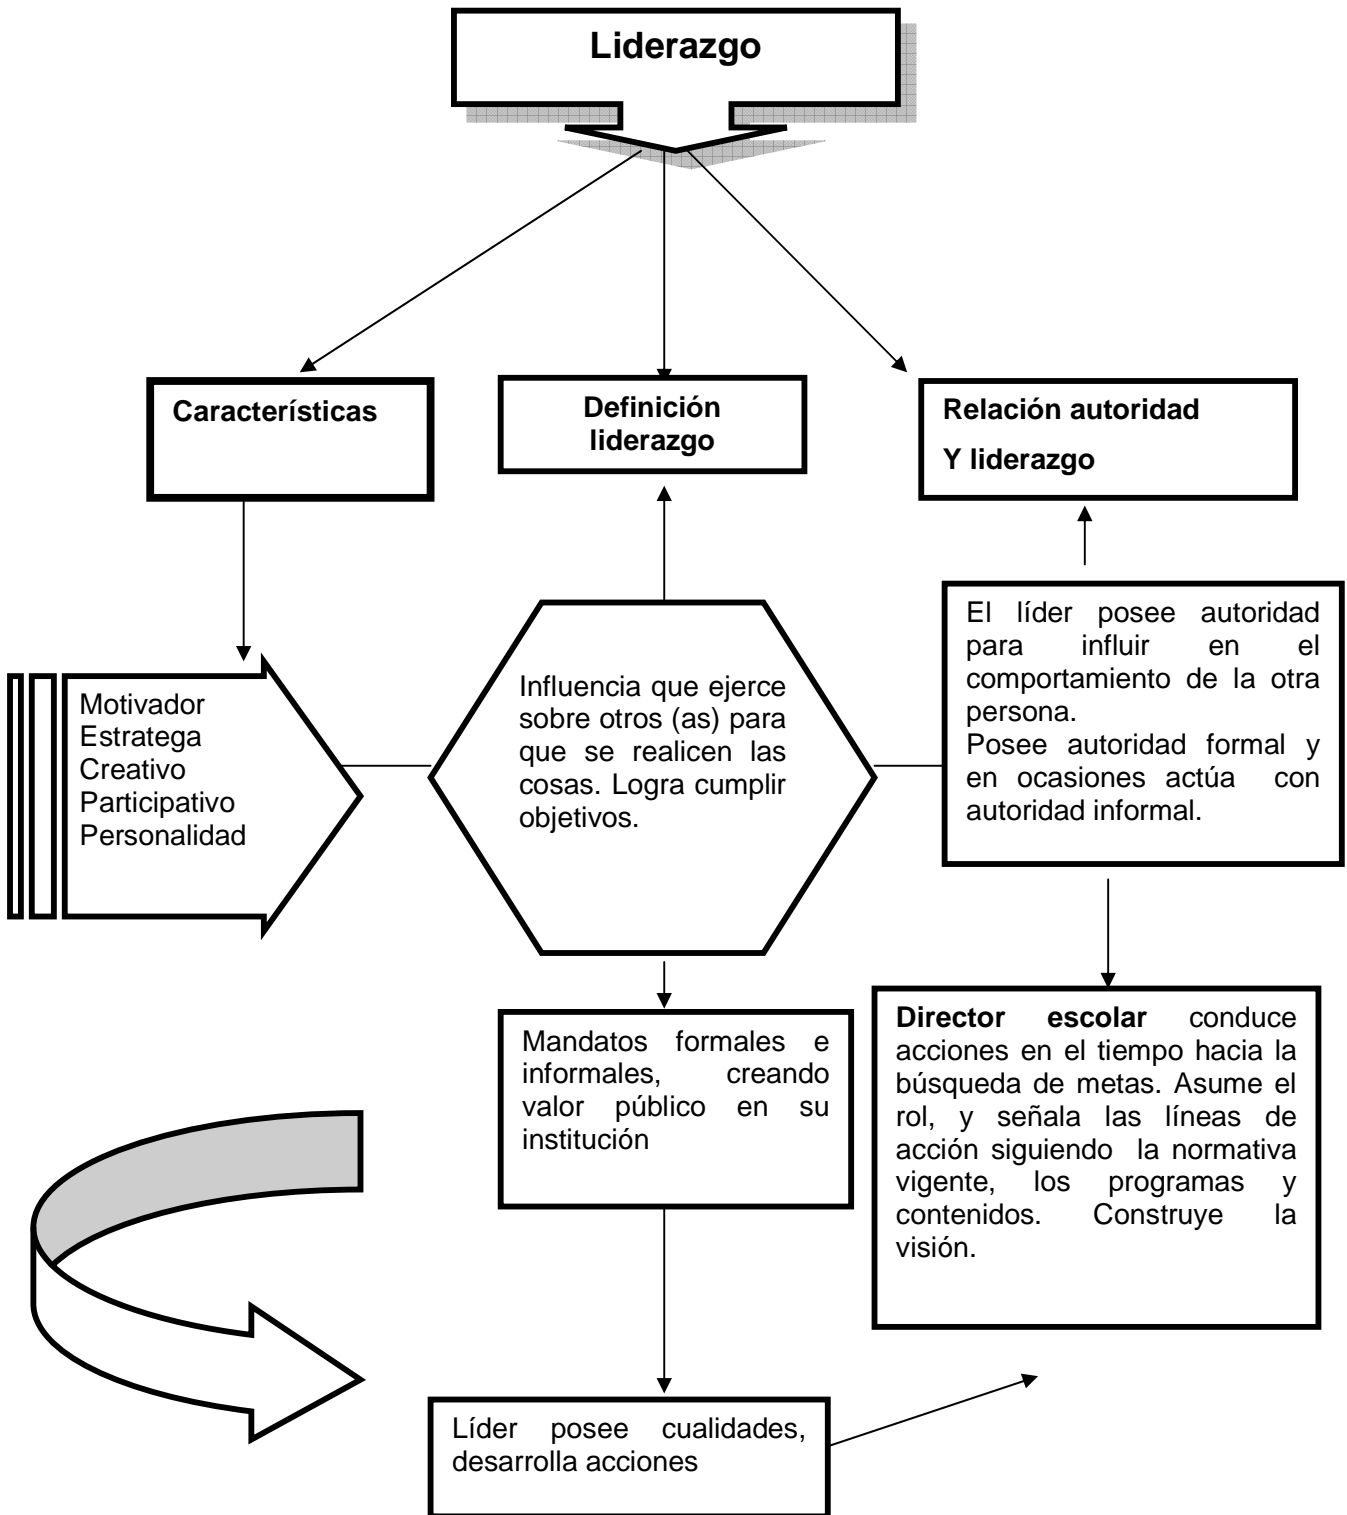 Liderazgo
Características
Definición
liderazgo
Relación autoridad
Y liderazgo
Motivador
Estratega
Creativo
Participativo
Personalidad
Influencia que ejerce
sobre otros (as) para
que se realicen las
cosas. Logra cumplir
objetivos.
El líder posee autoridad
para influir en el
comportamiento de la otra
persona.
Posee autoridad formal y
en ocasiones actúa con
autoridad informal.
Mandatos formales e
informales, creando
valor público en su
institución
Director escolar conduce
acciones en el tiempo hacia la
búsqueda de metas. Asume el
rol, y señala las líneas de
acción siguiendo la normativa
vigente, los programas y
contenidos. Construye la
visión.
Líder posee cualidades,
desarrolla acciones